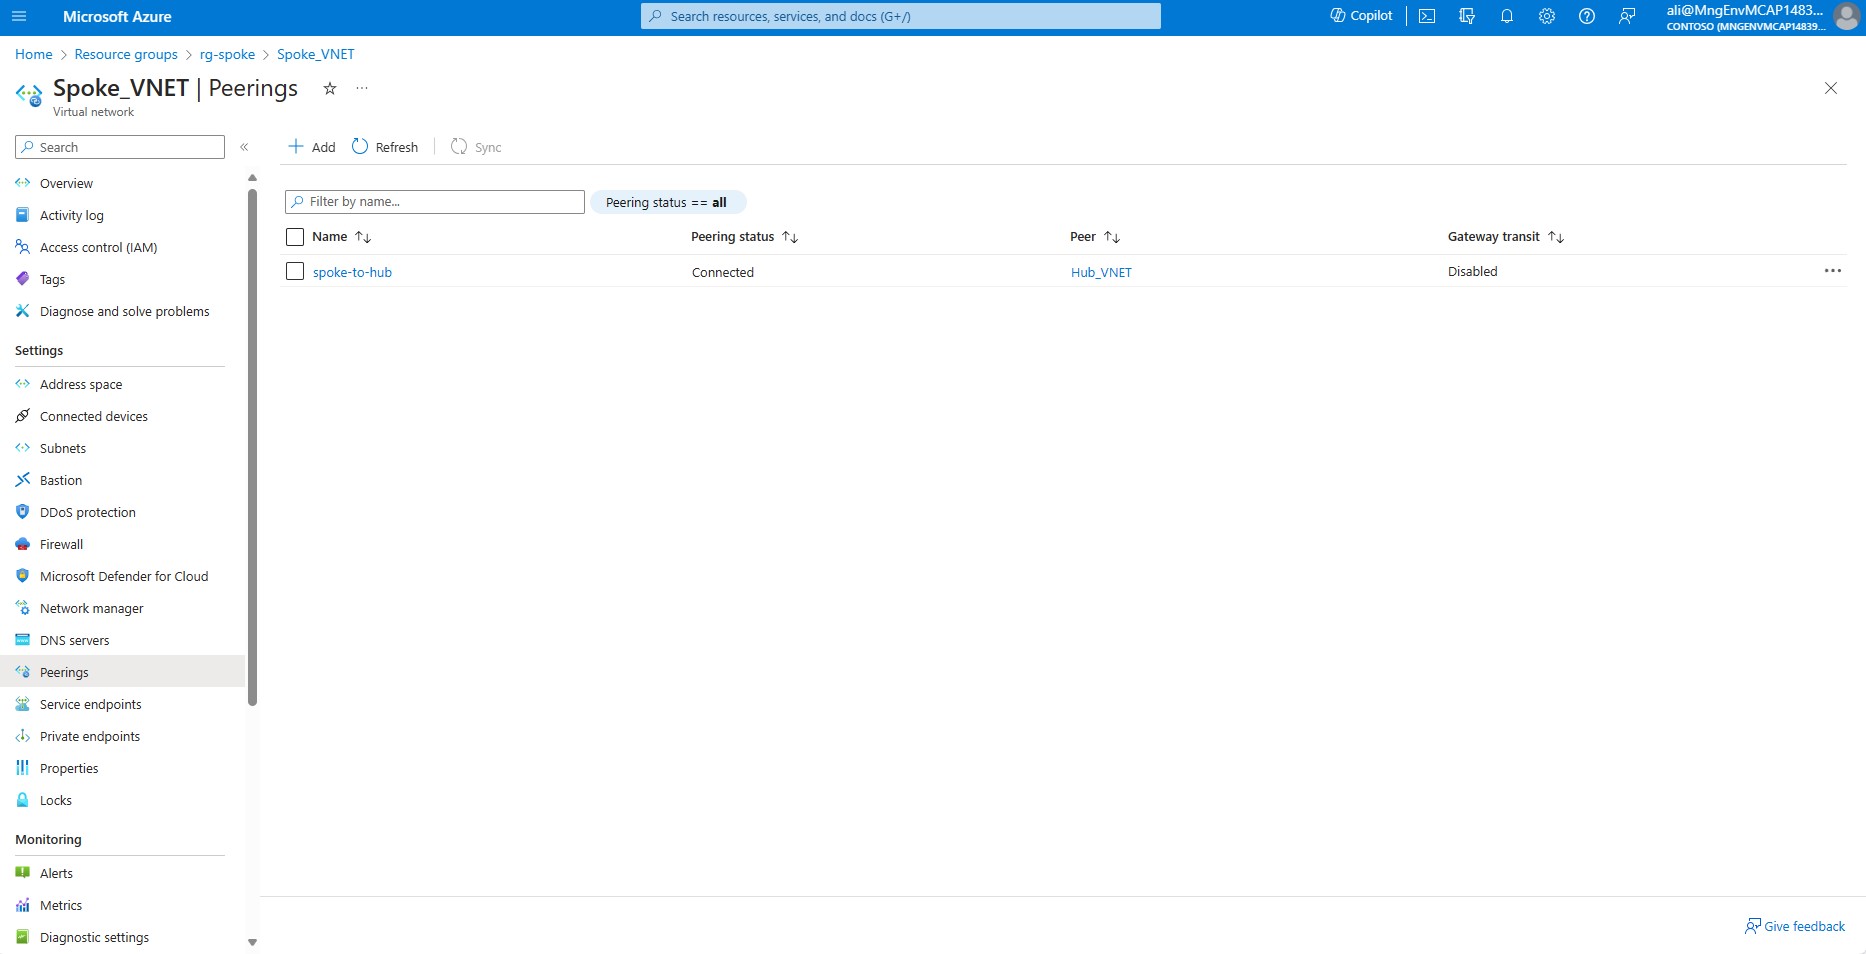 Microsoft Azure
Search resources, services, and docs (G+/)
Copilot
ali@MngEnvMCAP1483...
CONTOSO (MNGENVMCAP14839...
Home > Resource groups > rg-spoke > Spoke_VNET
Spoke_VNET | Peerings
Virtual network
Search
Add
Refresh
Sync
Overview
Activity log
Access control (IAM)
Tags
Diagnose and solve problems
Settings
Address space
Connected devices
Subnets
Bastion
DDoS protection
Firewall
Microsoft Defender for Cloud
Network manager
DNS servers
Peerings
Service endpoints
Private endpoints
Properties
Locks
Monitoring
Alerts
Metrics
Diagnostic settings
Filter by name...
Peering status == all
Name Peering status Peer Gateway transit
spoke-to-hub Connected Hub_VNET Disabled
Give feedback